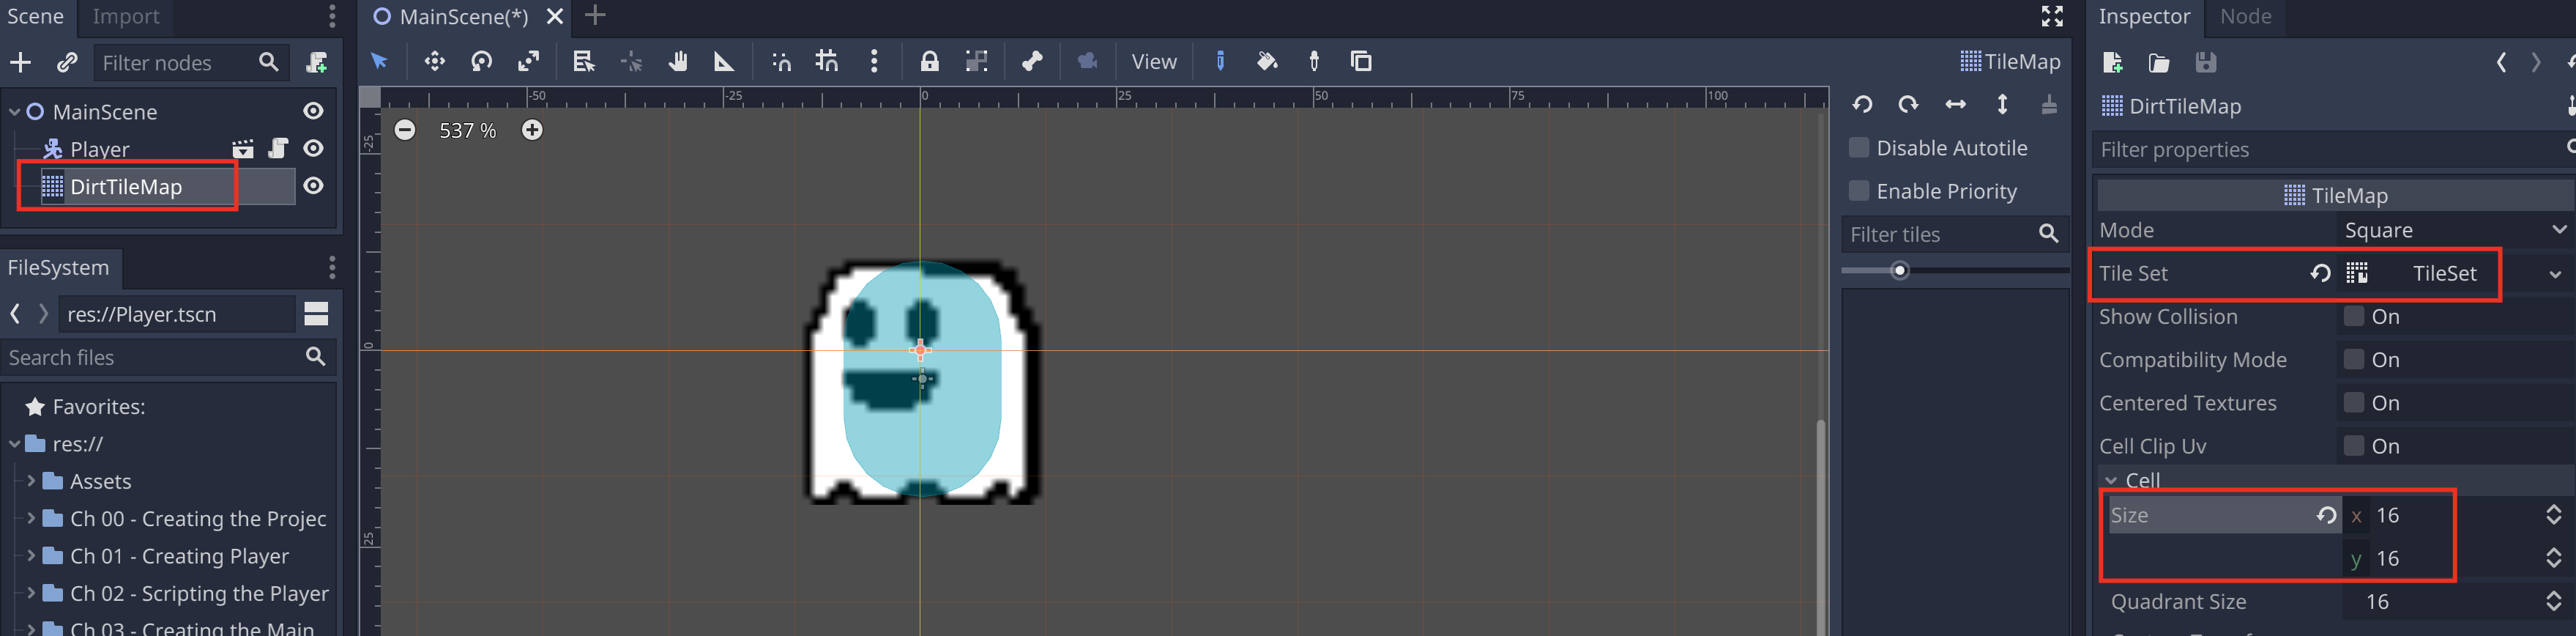 Scene Import
Filter nodes
MainScene
Player
DirtTileMap
FileSystem
res://Player.tscn
Search files
Favorites:
res://
Assets
Ch 00 - Creating the Projec
Ch 01 - Creating Player
Ch 02 - Scripting the Player
Ch 03 - Creating the Main
MainScene(*)
View
TileMap
-50 -25 0 25 50 75 100
-25
0
25
537 %
Disable Autotile
Enable Priority
Filter tiles
Inspector Node
DirtTileMap
Filter properties
TileMap
Mode Square
Tile Set TileSet
Show Collision On
Compatibility Mode On
Centered Textures On
Cell Clip Uv On
Cell
Size x 16
y 16
Quadrant Size 16